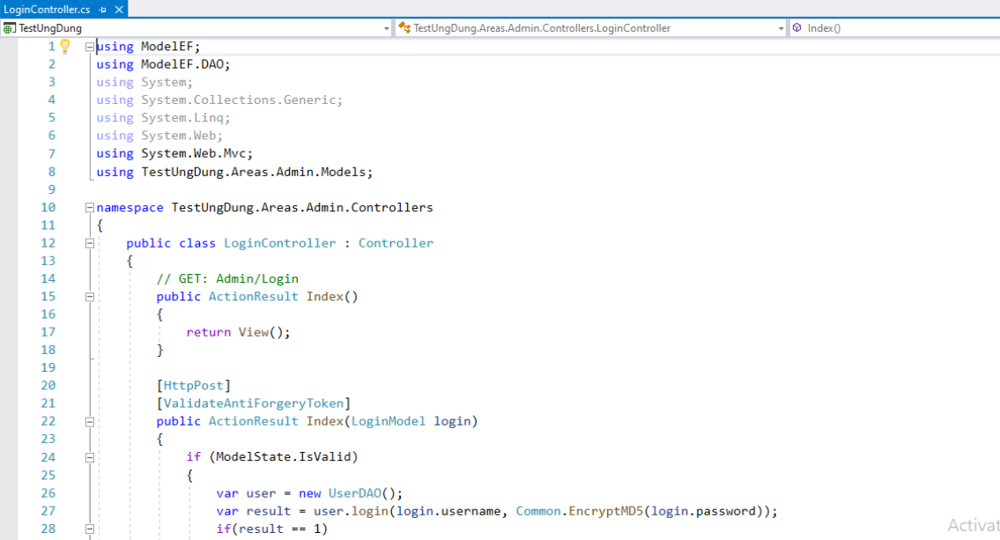 LoginController.cs
TestUngDung TestUngDung.Areas.Admin.Controllers.LoginController Index()
1 using ModelEF;
2 using ModelEF.DAO;
3 using System;
4 using System.Collections.Generic;
5 using System.Linq;
6 using System.Web;
7 using System.Web.Mvc;
8 using TestUngDung.Areas.Admin.Models;
9
10 namespace TestUngDung.Areas.Admin.Controllers
11 {
12 public class LoginController : Controller
13 {
14 // GET: Admin/Login
15 public ActionResult Index()
16 {
17 return View();
18 }
19
20 [HttpPost]
21 [ValidateAntiForgeryToken]
22 public ActionResult Index(LoginModel login)
23 {
24 if (ModelState.IsValid)
25 {
26 var user = new UserDAO();
27 var result = user.login(login.username, Common.EncryptMD5(login.password));
28 if(result == 1)
Activat